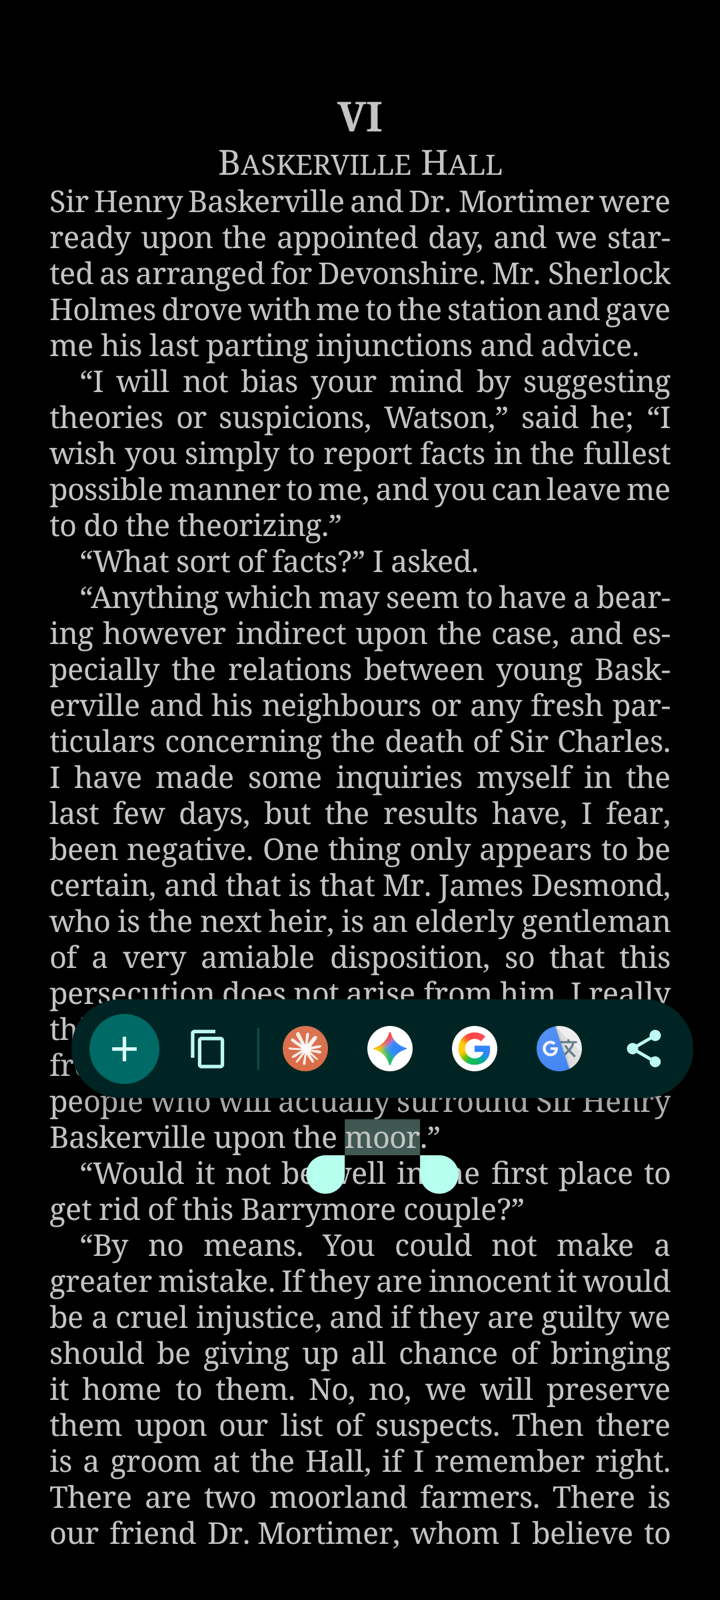 VI
BASKERVILLE HALL
Sir Henry Baskerville and Dr. Mortimer were
ready upon the appointed day, and we star-
ted as arranged for Devonshire. Mr. Sherlock
Holmes drove with me to the station and gave
me his last parting injunctions and advice.
“I will not bias your mind by suggesting
theories or suspicions, Watson,” said he; “I
wish you simply to report facts in the fullest
possible manner to me, and you can leave me
to do the theorizing.”
“What sort of facts?” I asked.
“Anything which may seem to have a bear-
ing however indirect upon the case, and es-
pecially the relations between young Bask-
erville and his neighbours or any fresh par-
ticulars concerning the death of Sir Charles.
I have made some inquiries myself in the
last few days, but the results have, I fear,
been negative. One thing only appears to be
certain, and that is that Mr. James Desmond,
who is the next heir, is an elderly gentleman
of a very amiable disposition, so that this
persecution does not arise from him. I really
people who will actually surround Sir Henry
Baskerville upon the moor.”
“Would it not be well in the first place to
get rid of this Barrymore couple?”
“By no means. You could not make a
greater mistake. If they are innocent it would
be a cruel injustice, and if they are guilty we
should be giving up all chance of bringing
it home to them. No, no, we will preserve
them upon our list of suspects. Then there
is a groom at the Hall, if I remember right.
There are two moorland farmers. There is
our friend Dr. Mortimer, whom I believe to